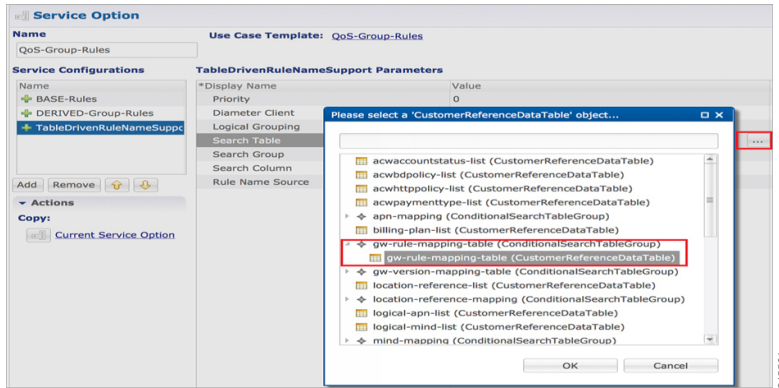 Service Option
Name
Use Case Template: QoS-Group-Rules
QoS-Group-Rules
Service Configurations
TableDrivenRuleNameSupport Parameters
Name
*Display Name
Value
BASE-Rules
Priority
0
DERIVED-Group-Rules
Diameter Client
TableDrivenRuleNameSuppc
Logical Grouping
Search Table
...
Search Group
Search Column
Rule Name Source
Add
Remove
Actions
Copy:
Current Service Option
Please select a 'CustomerReferenceDataTable' object...
acwaccountstatus-list (CustomerReferenceDataTable)
acwbdpolicy-list (CustomerReferenceDataTable)
acwhttppolicy-list (CustomerReferenceDataTable)
acwpaymenttype-list (CustomerReferenceDataTable)
apn-mapping (ConditionalSearchTableGroup)
billing-plan-list (CustomerReferenceDataTable)
gw-rule-mapping-table (ConditionalSearchTableGroup)
gw-rule-mapping-table (CustomerReferenceDataTable)
gw-version-mapping-table (ConditionalSearchTableGroup)
location-reference-list (CustomerReferenceDataTable)
location-reference-mapping (ConditionalSearchTableGroup)
logical-apn-list (CustomerReferenceDataTable)
logical-mind-list (CustomerReferenceDataTable)
mind-mapping (ConditionalSearchTableGroup)
OK
Cancel